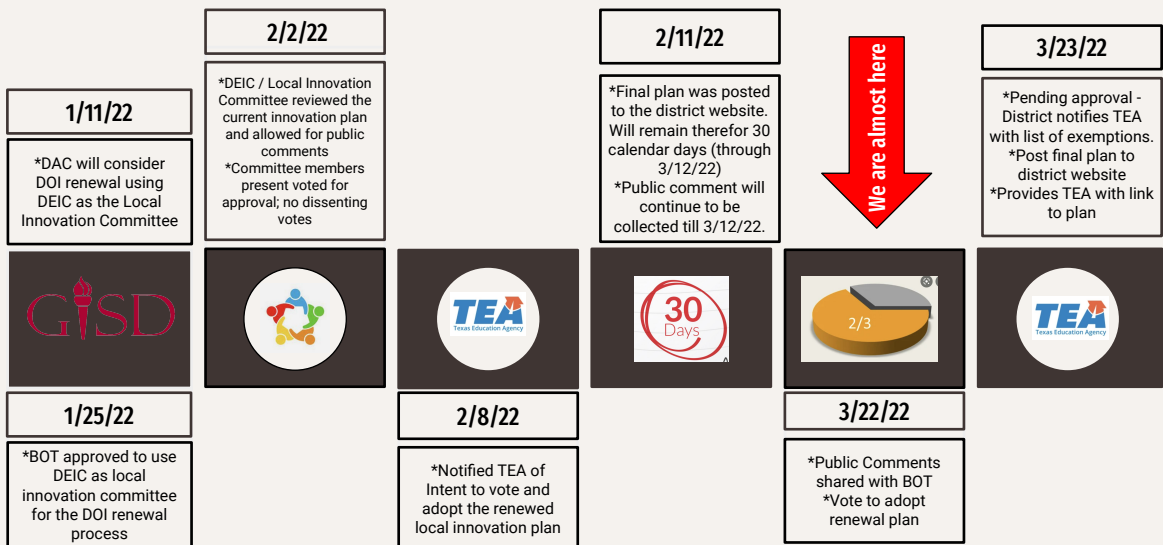 1/11/22
*DAC will consider
DOI renewal using
DEIC as the Local
Innovation Committee
GISD
1/25/22
*BOT approved to use
DEIC as local
innovation committee
for the DOI renewal
process
2/2/22
*DEIC / Local Innovation
Committee reviewed the
current innovation plan
and allowed for public
comments
*Committee members
present voted for
approval; no dissenting
votes
TEA
Texas Education Agency
2/8/22
*Notified TEA of
Intent to vote and
adopt the renewed
local innovation plan
2/11/22
*Final plan was posted
to the district website.
Will remain therefor 30
calendar days (through
3/12/22)
*Public comment will
continue to be
collected till 3/12/22.
30
Days
We are almost here
2/3
3/22/22
*Public Comments
shared with BOT
*Vote to adopt
renewal plan
3/23/22
*Pending approval -
District notifies TEA
with list of exemptions.
*Post final plan to
district website
*Provides TEA with link
to plan
TEA
Texas Education Agency